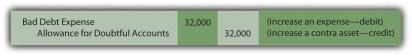 Bad Debt Expense 32,000 (increase an expense—debit)
Allowance for Doubtful Accounts 32,000 (increase a contra asset—credit)